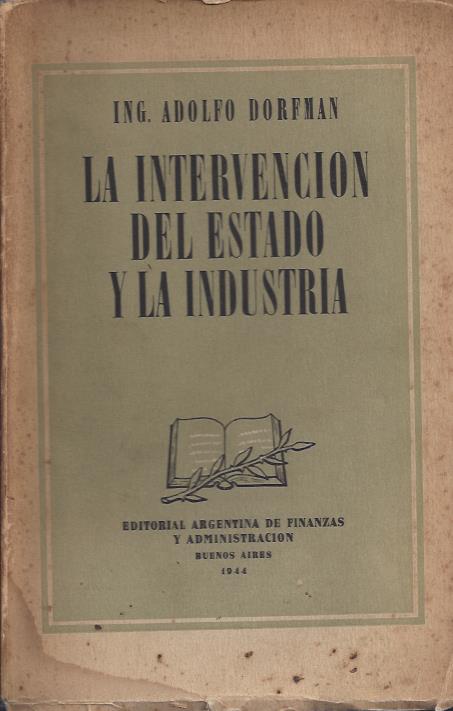 ING. ADOLFO DORFMAN
LA INTERVENCION
DEL ESTADO
Y LA INDUSTRIA
EDITORIAL ARGENTINA DE FINANZAS
Y ADMINISTRACION
BUENOS AIRES
1944